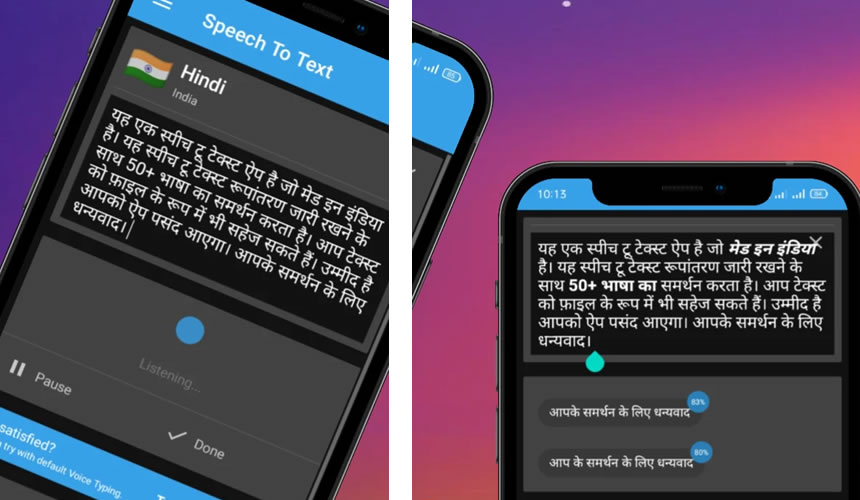 Speech To Text
Hindi
India
यह एक स्पीच टू टेक्स्ट ऐप है जो मेड इन इंडिया
है। यह स्पीच टू टेक्स्ट रूपांतरण जारी रखने के
साथ 50+ भाषा का समर्थन करता है। आप टेक्स्ट
को फ़ाइल के रूप में भी सहेज सकते हैं। उम्मीद है
आपको ऐप पसंद आएगा। आपके समर्थन के लिए
धन्यवाद।
Listening...
Pause
Done
satisfied?
try with default Voice Typing.
10:13
यह एक स्पीच टू टेक्स्ट ऐप है जो मेड इन इंडिया
है। यह स्पीच टू टेक्स्ट रूपांतरण जारी रखने के
साथ 50+ भाषा का समर्थन करता है। आप टेक्स्ट
को फ़ाइल के रूप में भी सहेज सकते हैं। उम्मीद है
आपको ऐप पसंद आएगा। आपके समर्थन के लिए
धन्यवाद।
83%
आपके समर्थन के लिए धन्यवाद
80%
आप के समर्थन के लिए धन्यवाद